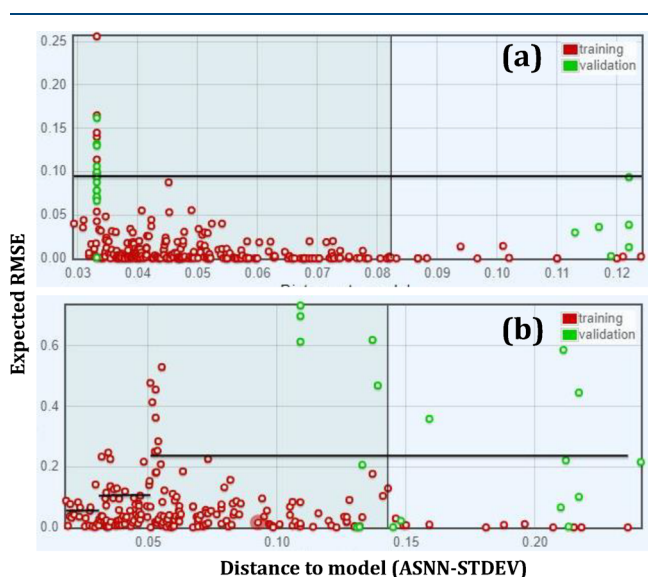 0.25
(a)
training
validation
0.20
0.15
0.10
0.05
0.00
0.03 0.04 0.05 0.06 0.07 0.08 0.09 0.10 0.11 0.12
Expected RMSE
(b)
training
validation
0.6
0.4
0.2
0.0
0.05 0.10 0.15 0.20
Distance to model (ASNN-STDEV)